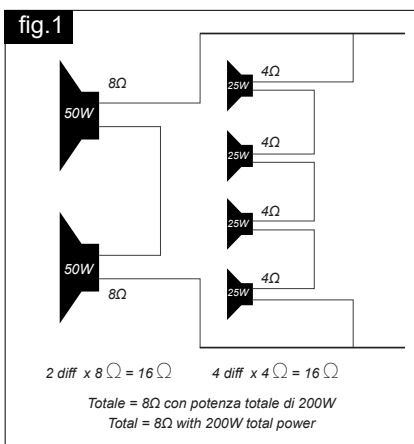 fig.1
8Ω
50W
50W
8Ω
4Ω
25W
4Ω
25W
4Ω
25W
4Ω
25W
2 diff x 8 Ω = 16 Ω
4 diff x 4 Ω = 16 Ω
Totale = 8Ω con potenza totale di 200W
Total = 8Ω with 200W total power